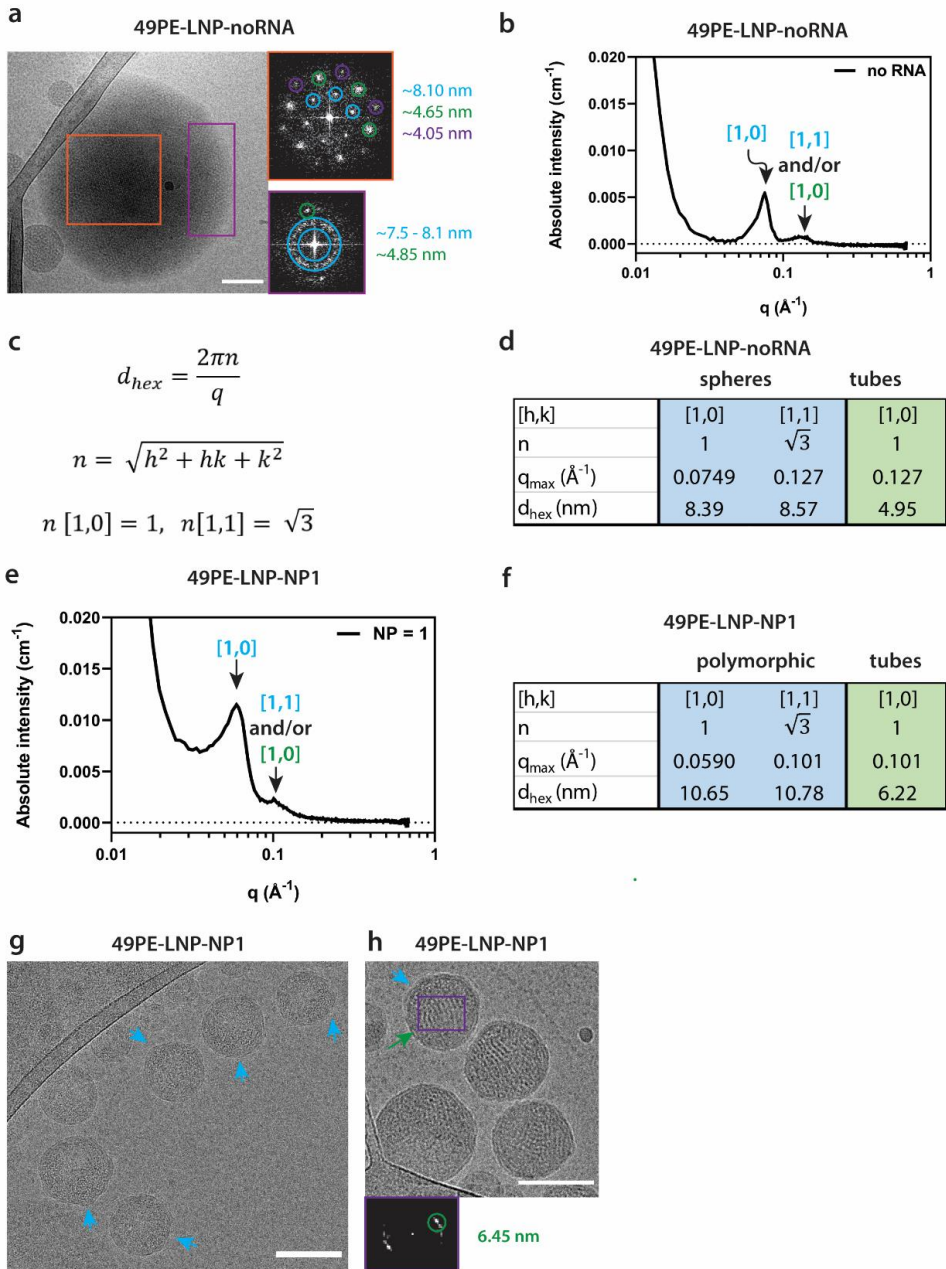 a
49PE-LNP-noRNA
~8.10 nm
~4.65 nm
~4.05 nm
~7.5 - 8.1 nm
~4.85 nm
b
49PE-LNP-noRNA
no RNA
Absolute intensity (cm⁻¹)
0.020
0.015
0.010
0.005
0.000
[1,0]
[1,1]
and/or
[1,0]
0.01 0.1 1
q (Å⁻¹)
c
d_hex = 2πn / q
n = √(h² + hk + k²)
n [1,0] = 1, n[1,1] = √3
d
49PE-LNP-noRNA
spheres tubes
[h,k] [1,0] [1,1] [1,0]
n 1 √3 1
q_max (Å⁻¹) 0.0749 0.127 0.127
d_hex (nm) 8.39 8.57 4.95
e
49PE-LNP-NP1
NP = 1
Absolute intensity (cm⁻¹)
0.020
0.015
0.010
0.005
0.000
[1,0]
[1,1]
and/or
[1,0]
0.01 0.1 1
q (Å⁻¹)
f
49PE-LNP-NP1
polymorphic tubes
[h,k] [1,0] [1,1] [1,0]
n 1 √3 1
q_max (Å⁻¹) 0.0590 0.101 0.101
d_hex (nm) 10.65 10.78 6.22
g
49PE-LNP-NP1
h
49PE-LNP-NP1
6.45 nm